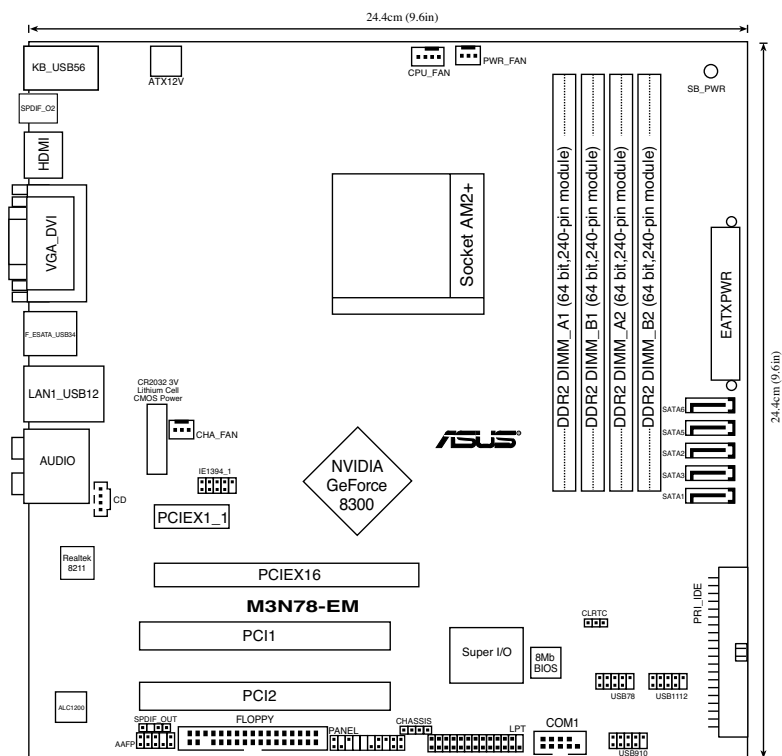 24.4cm (9.6in)
KB_USB56
ATX12V
CPU_FAN
PWR_FAN
SB_PWR
SPDIF_O2
HDMI
VGA_DVI
Socket AM2+
DDR2 DIMM_A1 (64 bit,240-pin module)
DDR2 DIMM_B1 (64 bit,240-pin module)
DDR2 DIMM_A2 (64 bit,240-pin module)
DDR2 DIMM_B2 (64 bit,240-pin module)
EATXPWR
24.4cm (9.6in)
F_ESATA_USB34
LAN1_USB12
CR2032 3V
Lithium Cell
CMOS Power
CHA_FAN
ASUS
SATA6
SATA5
SATA2
SATA3
SATA1
AUDIO
CD
IE1394_1
NVIDIA
GeForce
8300
PCIEX1_1
Realtek
8211
PCIEX16
M3N78-EM
PCI1
CLRTC
PRI_IDE
Super I/O
8Mb
BIOS
USB78
USB1112
PCI2
ALC1200
SPDIF_OUT
AAFP
FLOPPY
PANEL
CHASSIS
LPT
COM1
USB910